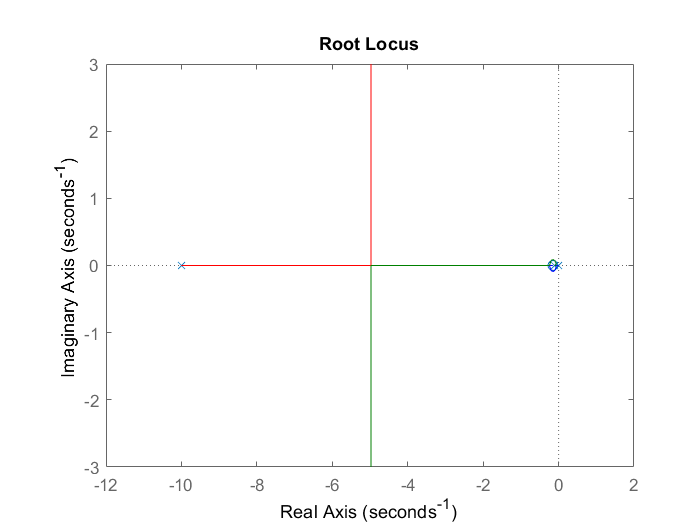 Root Locus
3
2
1
0
-1
-2
-3
-12 -10 -8 -6 -4 -2 0 2
Real Axis (seconds⁻¹)
Imaginary Axis (seconds⁻¹)